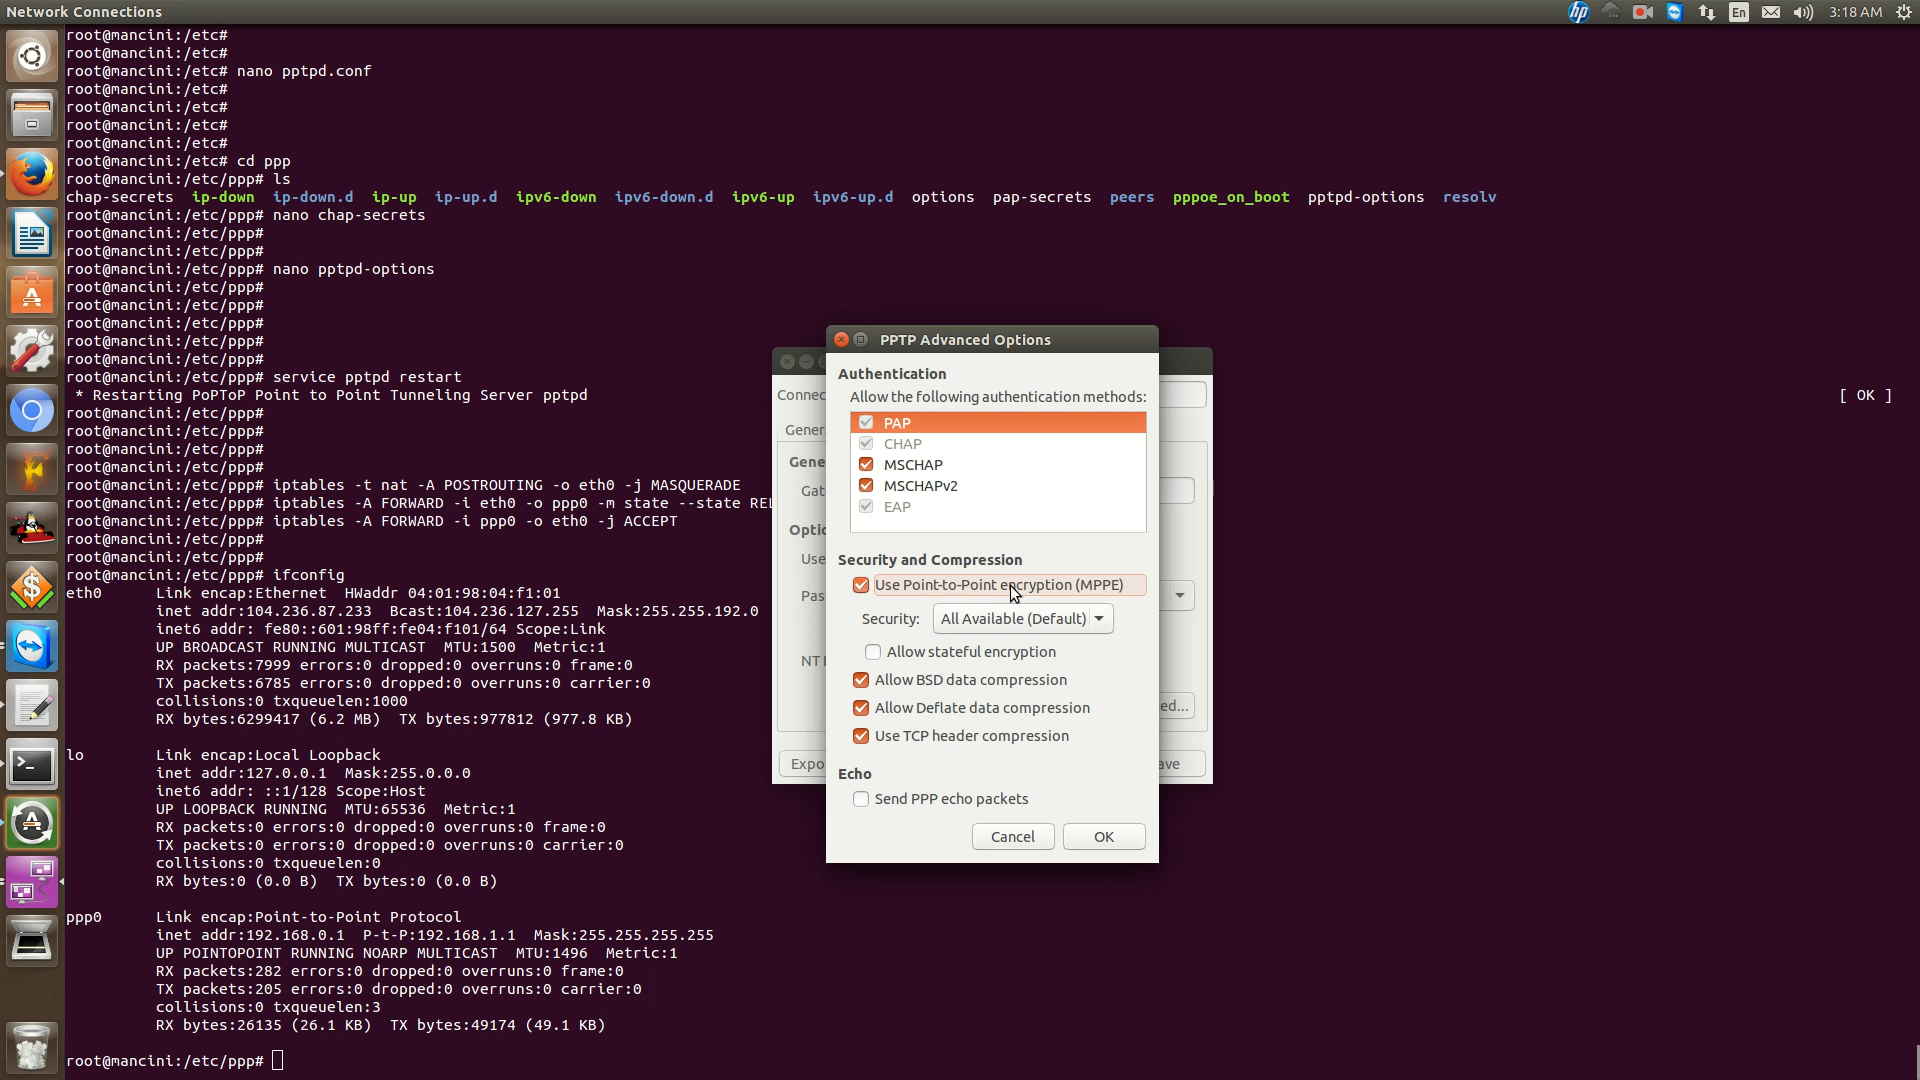 Network Connections
hp
En
3:18 AM
root@mancini:/etc#
root@mancini:/etc#
root@mancini:/etc# nano pptpd.conf
root@mancini:/etc#
root@mancini:/etc#
root@mancini:/etc#
root@mancini:/etc#
root@mancini:/etc# cd ppp
root@mancini:/etc/ppp# ls
chap-secrets ip-down ip-down.d ip-up ip-up.d ipv6-down ipv6-down.d ipv6-up ipv6-up.d options pap-secrets peers pppoe_on_boot pptpd-options resolv
root@mancini:/etc/ppp# nano chap-secrets
root@mancini:/etc/ppp#
root@mancini:/etc/ppp#
root@mancini:/etc/ppp# nano pptpd-options
root@mancini:/etc/ppp#
root@mancini:/etc/ppp#
root@mancini:/etc/ppp#
root@mancini:/etc/ppp#
root@mancini:/etc/ppp#
root@mancini:/etc/ppp# service pptpd restart
* Restarting PoPToP Point to Point Tunneling Server pptpd [ OK ]
root@mancini:/etc/ppp#
root@mancini:/etc/ppp#
root@mancini:/etc/ppp#
root@mancini:/etc/ppp#
root@mancini:/etc/ppp# iptables -t nat -A POSTROUTING -o eth0 -j MASQUERADE
root@mancini:/etc/ppp# iptables -A FORWARD -i eth0 -o ppp0 -m state --state REL
root@mancini:/etc/ppp# iptables -A FORWARD -i ppp0 -o eth0 -j ACCEPT
root@mancini:/etc/ppp#
root@mancini:/etc/ppp#
root@mancini:/etc/ppp# ifconfig
eth0 Link encap:Ethernet HWaddr 04:01:98:04:f1:01
inet addr:104.236.87.233 Bcast:104.236.127.255 Mask:255.255.192.0
inet6 addr: fe80::601:98ff:fe04:f101/64 Scope:Link
UP BROADCAST RUNNING MULTICAST MTU:1500 Metric:1
RX packets:7999 errors:0 dropped:0 overruns:0 frame:0
TX packets:6785 errors:0 dropped:0 overruns:0 carrier:0
collisions:0 txqueuelen:1000
RX bytes:6299417 (6.2 MB) TX bytes:977812 (977.8 KB)
lo Link encap:Local Loopback
inet addr:127.0.0.1 Mask:255.0.0.0
inet6 addr: ::1/128 Scope:Host
UP LOOPBACK RUNNING MTU:65536 Metric:1
RX packets:0 errors:0 dropped:0 overruns:0 frame:0
TX packets:0 errors:0 dropped:0 overruns:0 carrier:0
collisions:0 txqueuelen:0
RX bytes:0 (0.0 B) TX bytes:0 (0.0 B)
ppp0 Link encap:Point-to-Point Protocol
inet addr:192.168.0.1 P-t-P:192.168.1.1 Mask:255.255.255.255
UP POINTOPOINT RUNNING NOARP MULTICAST MTU:1496 Metric:1
RX packets:282 errors:0 dropped:0 overruns:0 frame:0
TX packets:205 errors:0 dropped:0 overruns:0 carrier:0
collisions:0 txqueuelen:3
RX bytes:26135 (26.1 KB) TX bytes:49174 (49.1 KB)
root@mancini:/etc/ppp#
Connec
Gener
Gene
Gat
Optio
Use
Pas
NT
ed...
Expo
ave
PPTP Advanced Options
Authentication
Allow the following authentication methods:
PAP
CHAP
MSCHAP
MSCHAPv2
EAP
Security and Compression
Use Point-to-Point encryption (MPPE)
Security: All Available (Default)
Allow stateful encryption
Allow BSD data compression
Allow Deflate data compression
Use TCP header compression
Echo
Send PPP echo packets
Cancel
OK